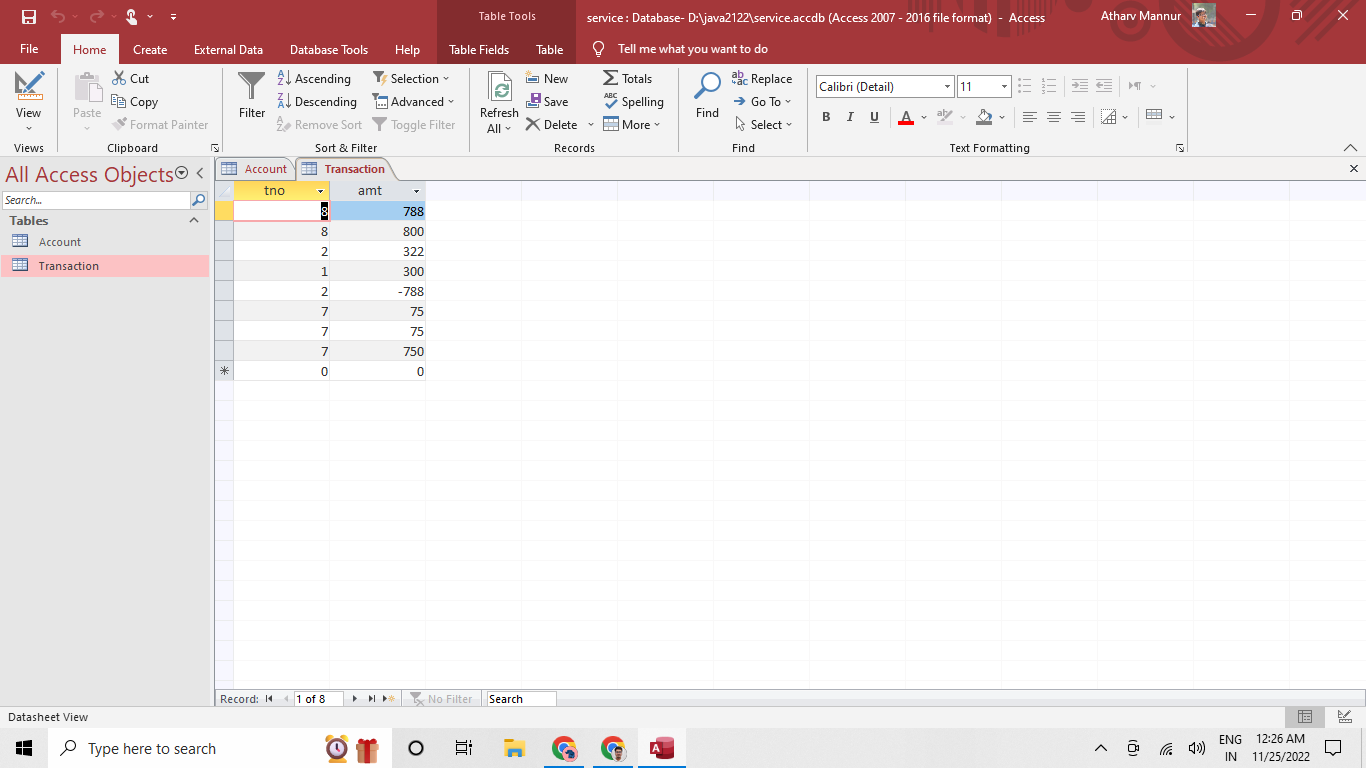 Table Tools
service : Database- D:\java2122\service.accdb (Access 2007 - 2016 file format)  -  Access
Atharv Mannur
File Home Create External Data Database Tools Help Table Fields Table Tell me what you want to do
View
Views
Paste
Cut
Copy
Format Painter
Clipboard
Filter
Ascending
Descending
Remove Sort
Selection
Advanced
Toggle Filter
Sort & Filter
Refresh
All
New
Save
Delete
Totals
Spelling
More
Records
Find
Replace
Go To
Select
Find
Calibri (Detail) 11
B I U A
Text Formatting
All Access Objects
Search...
Tables
Account
Transaction
Account Transaction
tno amt
8 788
8 800
2 322
1 300
2 -788
7 75
7 75
7 750
0 0
Record: 1 of 8 No Filter Search
Datasheet View
Type here to search
ENG
IN
12:26 AM
11/25/2022